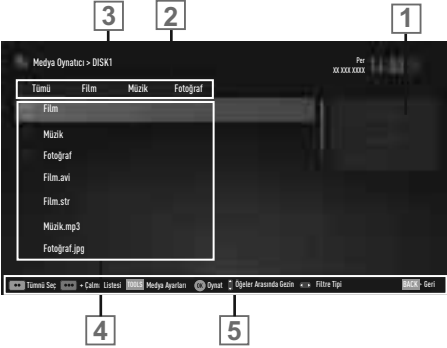 3 2 1
Medya Oynatıcı > DISK1
Per
XX XXX XXXX
Tümü Film Müzik Fotoğraf
Film
Müzik
Fotoğraf
Film.avi
Film.str
Müzik.mp3
Fotoğraf.jpg
Tümnü Seç + Çalmı Listesi TOOLS Medya Ayarları OK Oynat Öğeler Arasında Gezin Filtre Tipi BACK - Geri
4 5